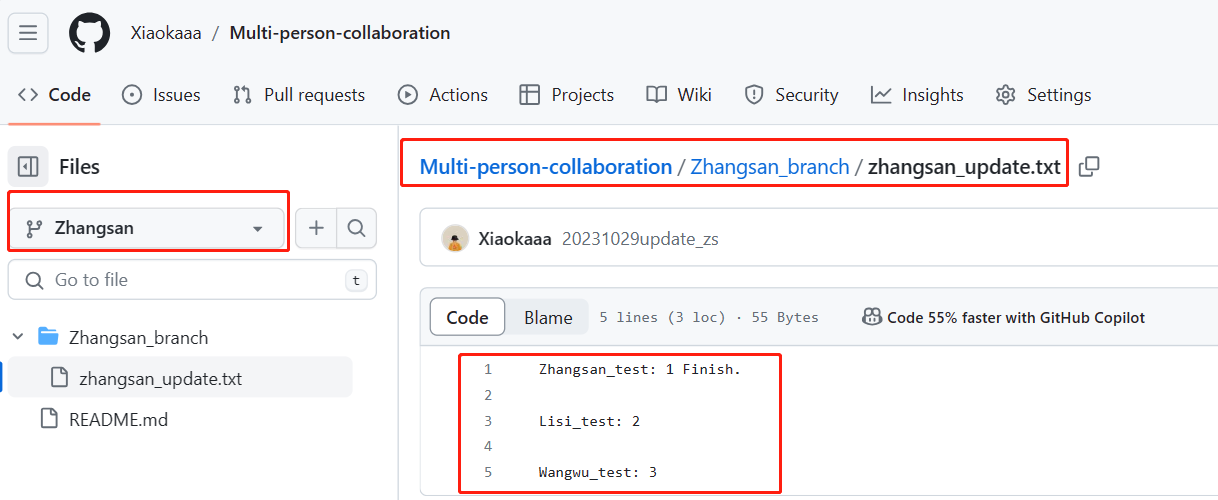 Xiaokaaa / Multi-person-collaboration
Code Issues Pull requests Actions Projects Wiki Security Insights Settings
Files
Zhangsan
Go to file t
Zhangsan_branch
zhangsan_update.txt
README.md
Multi-person-collaboration / Zhangsan_branch / zhangsan_update.txt
Xiaokaaa 20231029update_zs
Code Blame 5 lines (3 loc) · 55 Bytes Code 55% faster with GitHub Copilot
1 Zhangsan_test: 1 Finish.
2
3 Lisi_test: 2
4
5 Wangwu_test: 3